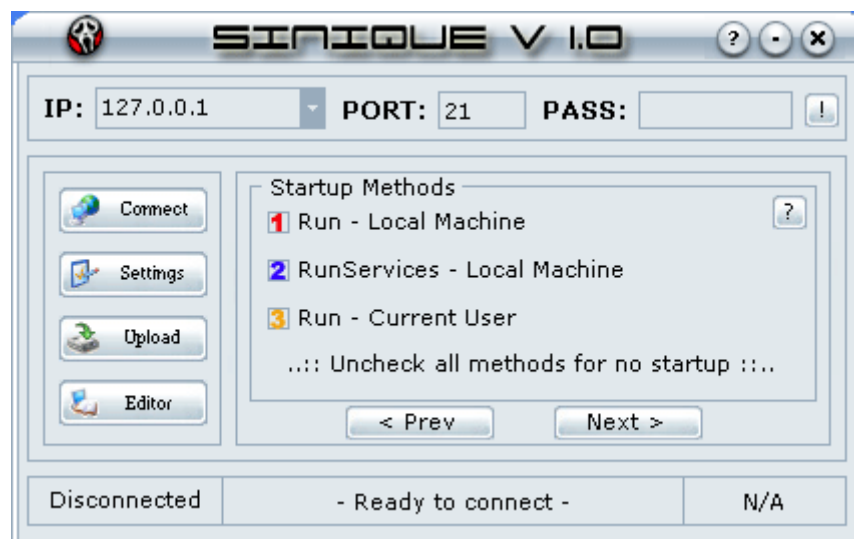 SINIQUE V 1.0
? - x
IP: 127.0.0.1 PORT: 21 PASS: !
Connect
Settings
Upload
Editor
Startup Methods
?
1 Run - Local Machine
2 RunServices - Local Machine
3 Run - Current User
..:: Uncheck all methods for no startup ::..
< Prev Next >
Disconnected - Ready to connect - N/A